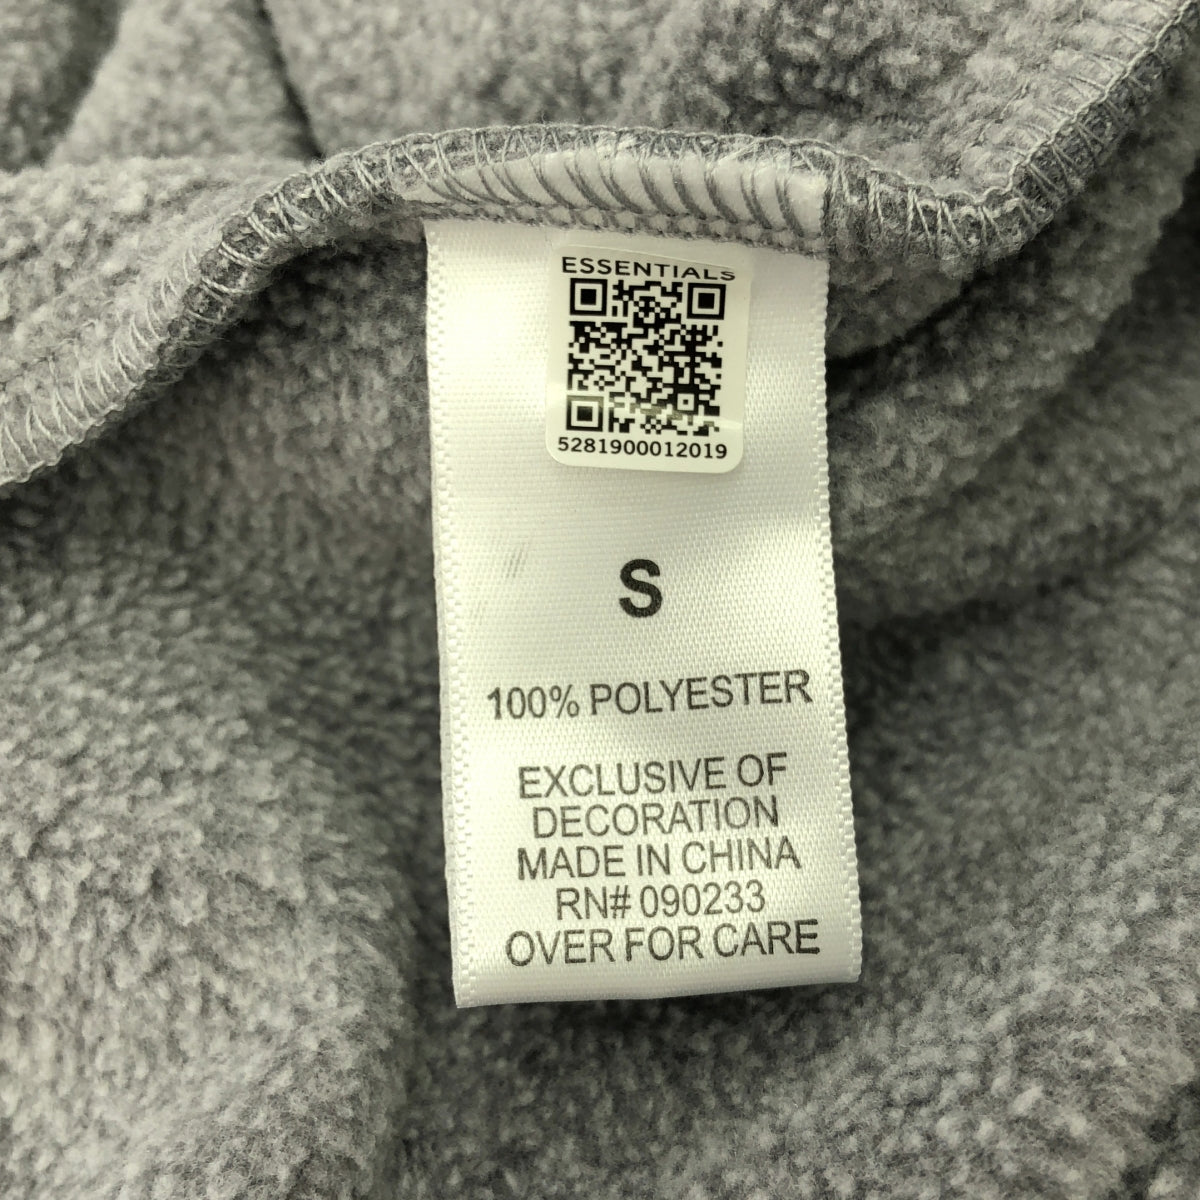 ESSENTIALS
5281900012019
S
100% POLYESTER
EXCLUSIVE OF
DECORATION
MADE IN CHINA
RN# 090233
OVER FOR CARE